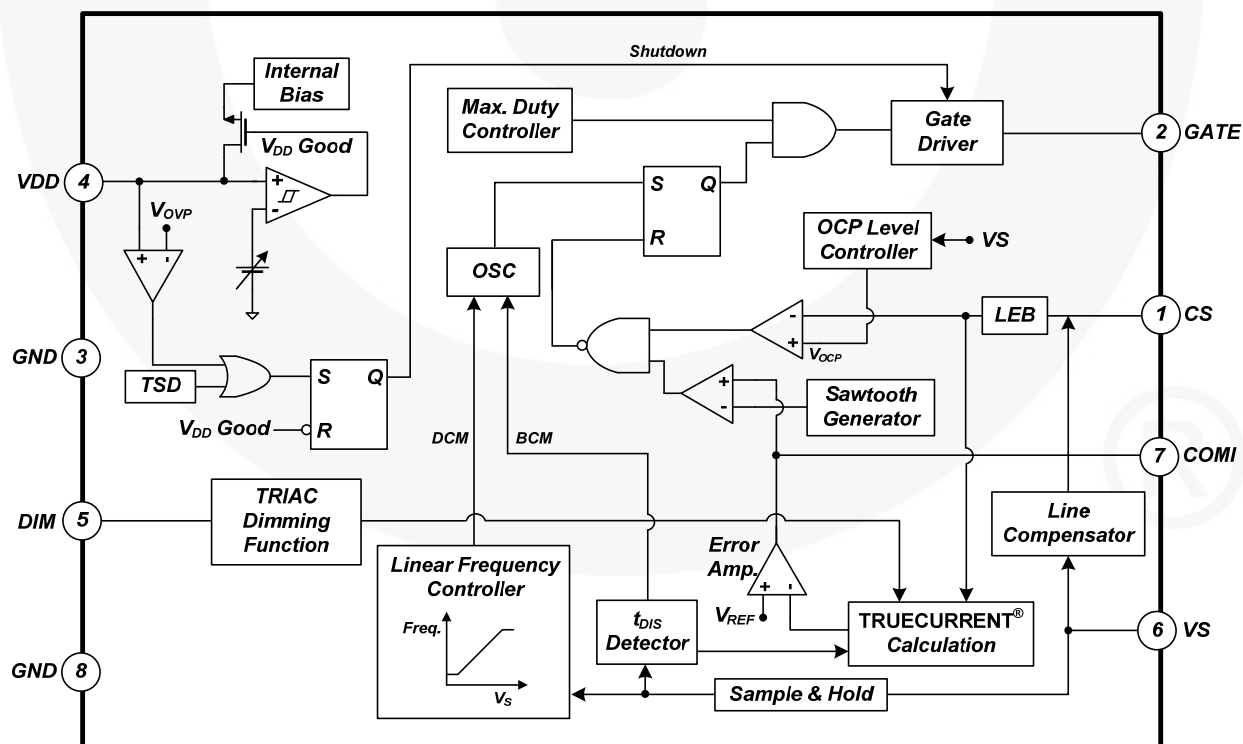 Shutdown
Internal
Bias
Max. Duty
Controller
Gate
Driver
2 GATE
VDD 4
VDD Good
+
-
VOVP
+ -
S Q
R
OCP Level
Controller
VS
OSC
LEB
1 CS
-
+
VOCP
GND 3
TSD
S Q
VDD Good
R
+
-
Sawtooth
Generator
DCM
BCM
7 COMI
DIM 5
TRIAC
Dimming
Function
Line
Compensator
Linear Frequency
Controller
Freq.
VS
Error
Amp.
+ -
VREF
tDIS
Detector
TRUECURRENT®
Calculation
6 VS
GND 8
Sample & Hold
®